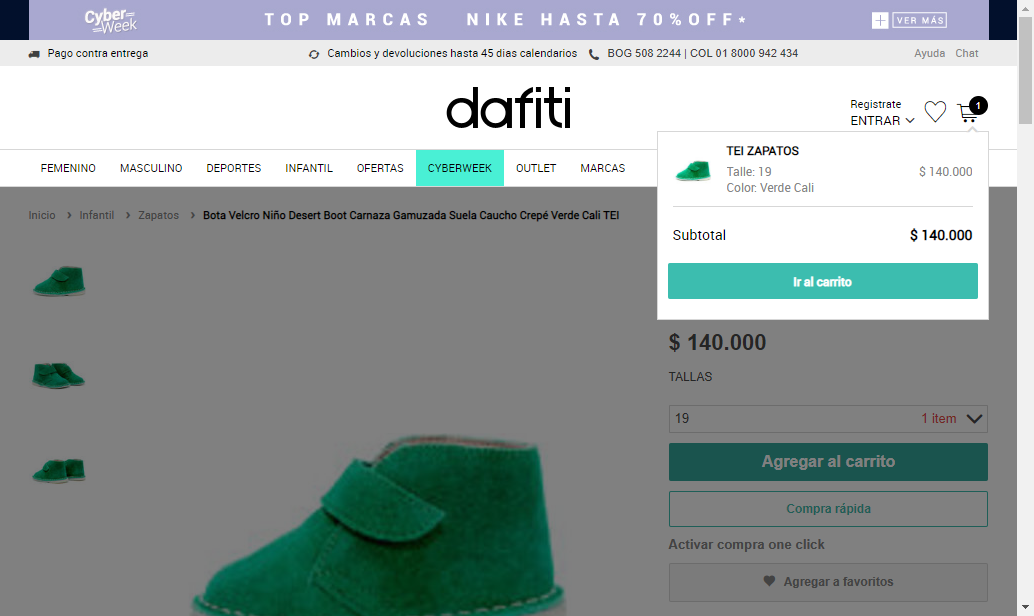 Cyber Week
TOP MARCAS NIKE HASTA 70%OFF*
VER MÁS
Pago contra entrega
Cambios y devoluciones hasta 45 dias calendarios
BOG 508 2244 | COL 01 8000 942 434
Ayuda
Chat
dafiti
Registrate
ENTRAR
1
FEMENINO
MASCULINO
DEPORTES
INFANTIL
OFERTAS
CYBERWEEK
OUTLET
MARCAS
TEI ZAPATOS
Talle: 19
$ 140.000
Color: Verde Cali
Subtotal
$ 140.000
Ir al carrito
Inicio > Infantil > Zapatos > Bota Velcro Niño Desert Boot Carnaza Gamuzada Suela Caucho Crepé Verde Cali TEI
$ 140.000
TALLAS
19
1 item
Agregar al carrito
Compra rápida
Activar compra one click
Agregar a favoritos